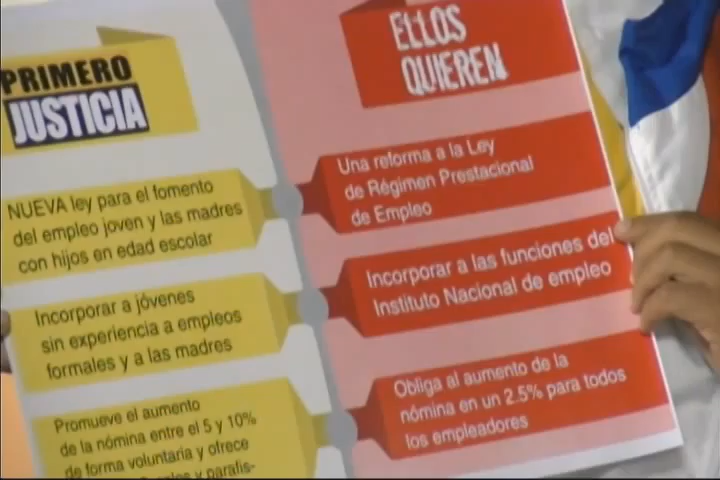 PRIMERO
JUSTICIA
NUEVA ley para el fomento
del empleo joven y las madres
con hijos en edad escolar
Incorporar a jóvenes
sin experiencia a empleos
formales y a las madres
Promueve el aumento
de la nómina entre el 5 y 10%
de forma voluntaria y ofrece
y parafis-
ELLOS
QUIEREN
Una reforma a la Ley
de Régimen Prestacional
de Empleo
Incorporar a las funciones del
Instituto Nacional de empleo
Obliga al aumento de la
nómina en un 2.5% para todos
los empleadores